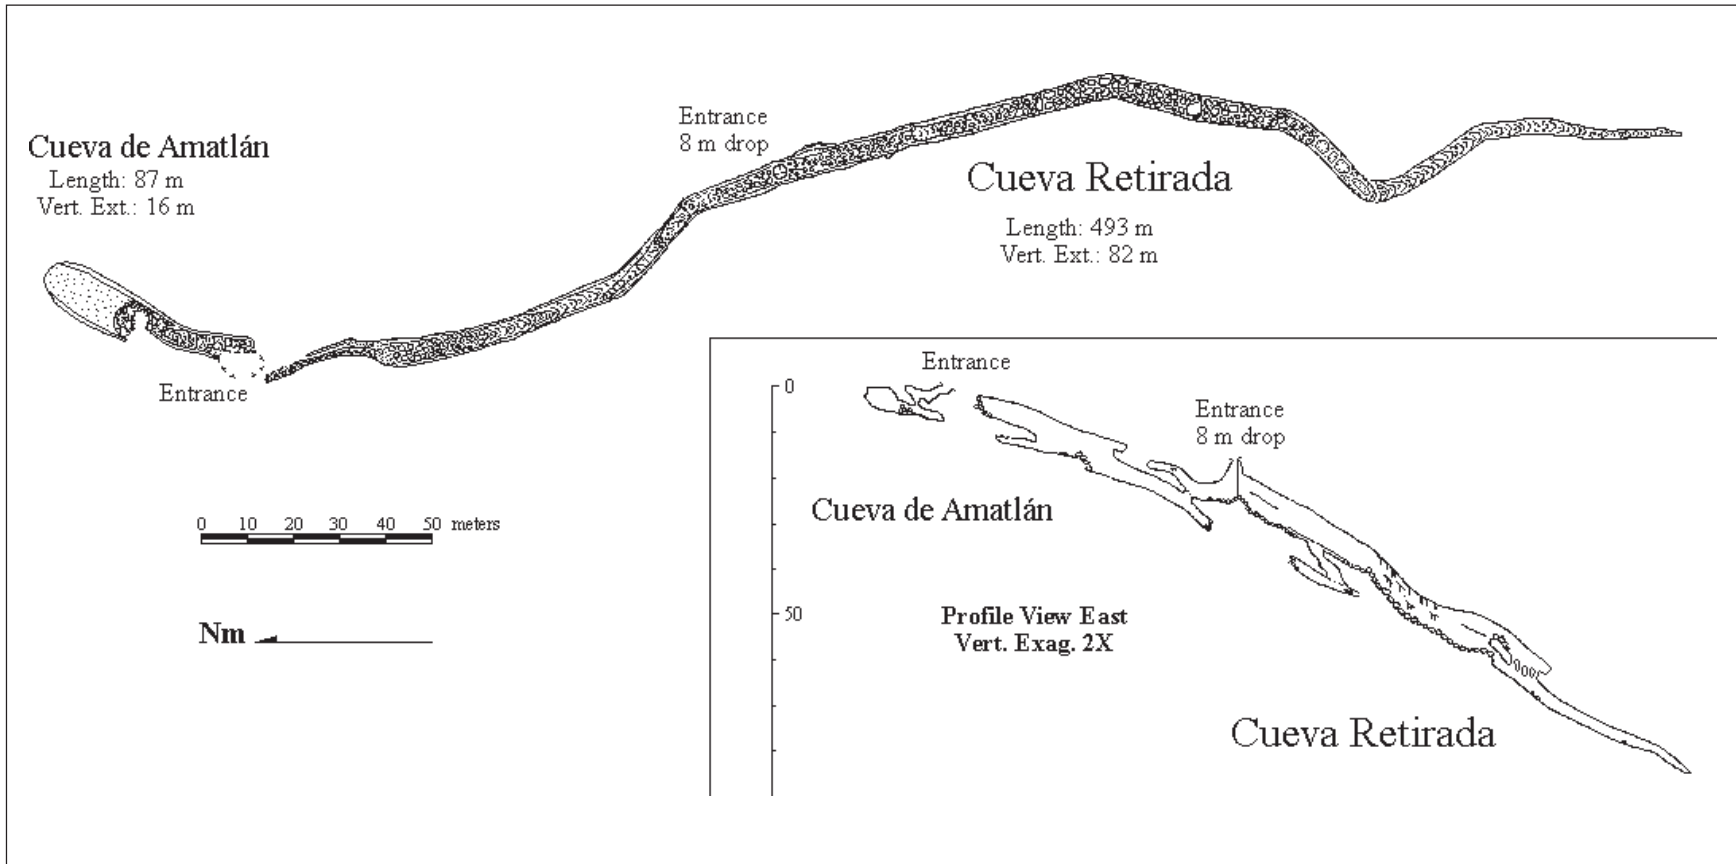 Entrance
8 m drop
Cueva de Amatlán
Length: 87 m
Vert. Ext.: 16 m
Cueva Retirada
Length: 493 m
Vert. Ext.: 82 m
Entrance
Entrance
0
Entrance
8 m drop
Cueva de Amatlán
0 10 20 30 40 50 meters
50
Profile View East
Vert. Exag. 2X
Nm
Cueva Retirada